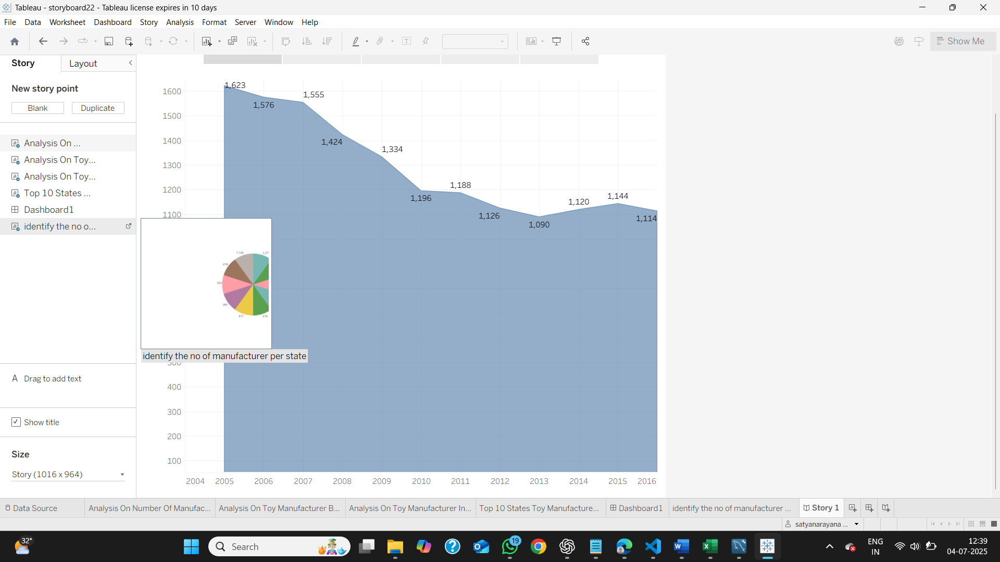 Tableau - storyboard22 - Tableau license expires in 10 days
File Data Worksheet Dashboard Story Analysis Format Server Window Help
Show Me
Story Layout
New story point
Blank Duplicate
Analysis On ...
Analysis On Toy...
Analysis On Toy...
Top 10 States ...
Dashboard1
identify the no o...
A Drag to add text
Show title
Size
Story (1016 x 964)
1600
1500
1400
1300
1200
1100
500
400
300
200
100
1,623
1,576
1,555
1,424
1,334
1,196
1,188
1,126
1,090
1,120
1,144
1,114
477
278
identify the no of manufacturer per state
2004 2005 2006 2007 2008 2009 2010 2011 2012 2013 2014 2015 2016
Data Source Analysis On Number Of Manufac... Analysis On Toy Manufacturer B... Analysis On Toy Manufacturer In... Top 10 States Toy Manufacture... Dashboard1 identify the no of manufacturer ... Story 1
satyanarayana ...
32°
Search
19
ENG
IN
12:39
04-07-2025